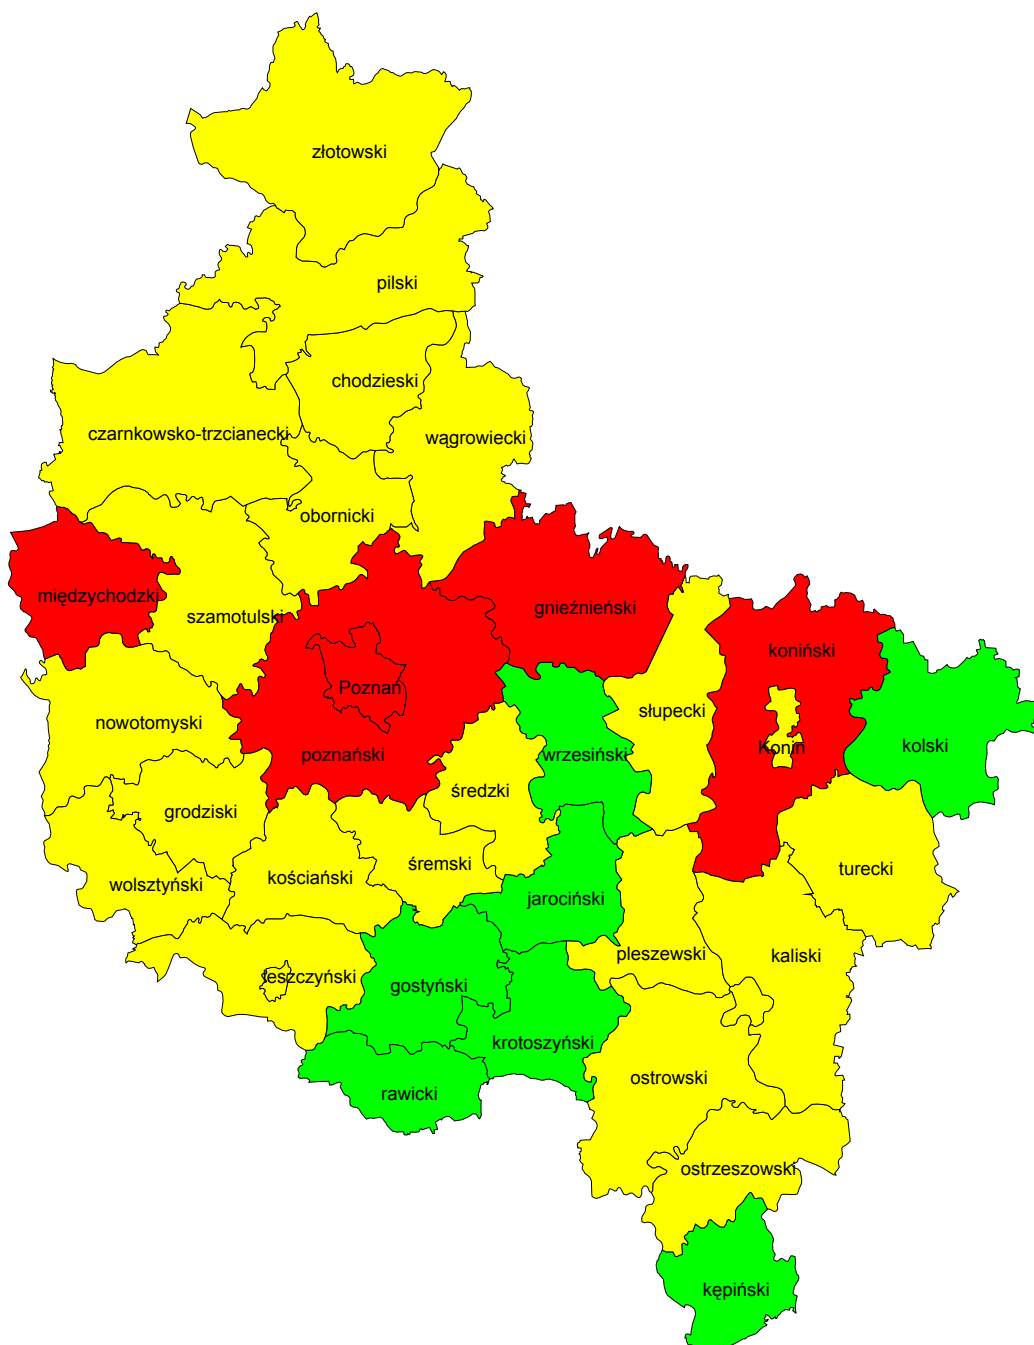 złotowski
pilski
chodzieski
czarnkowsko-trzcianecki
wągrowiecki
obornicki
międzychodzki
szamotulski
gnieźnieński
koniński
Poznań
słupecki
nowotomyski
poznański
wrzesiński
Konin
kolski
średzki
grodziski
śremski
kościański
wolsztyński
turecki
jarociński
pleszewski
kaliski
leszczyński
gostyński
krotoszyński
ostrowski
rawicki
ostrzeszowski
kępiński